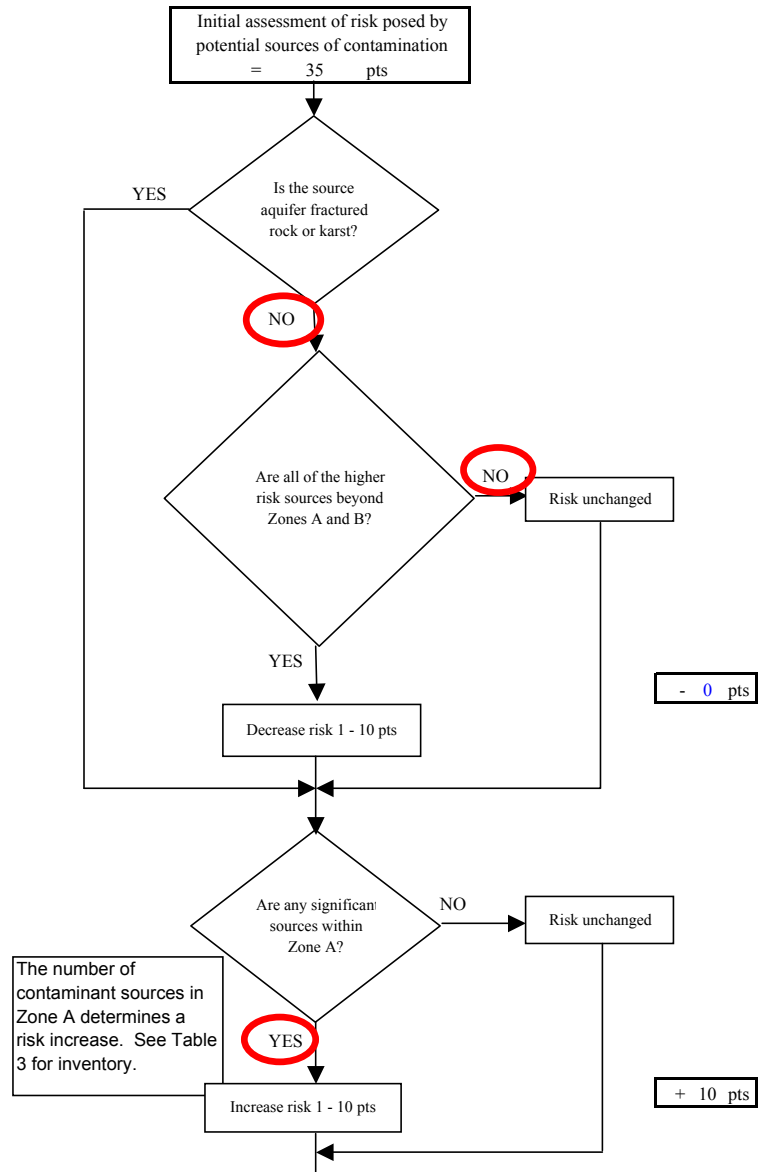 Initial assessment of risk posed by
potential sources of contamination
= 35 pts
YES
Is the source
aquifer fractured
rock or karst?
NO
Are all of the higher
risk sources beyond
Zones A and B?
NO
Risk unchanged
YES
- 0 pts
Decrease risk 1 - 10 pts
Are any significant
sources within
Zone A?
NO
Risk unchanged
The number of
contaminant sources in
Zone A determines a
risk increase. See Table
3 for inventory.
YES
Increase risk 1 - 10 pts
+ 10 pts